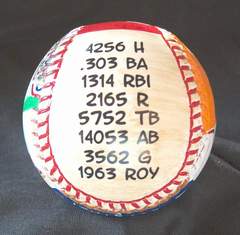 4256 H
.303 BA
1314 RBI
2165 R
5752 TB
14053 AB
3562 G
1963 ROY